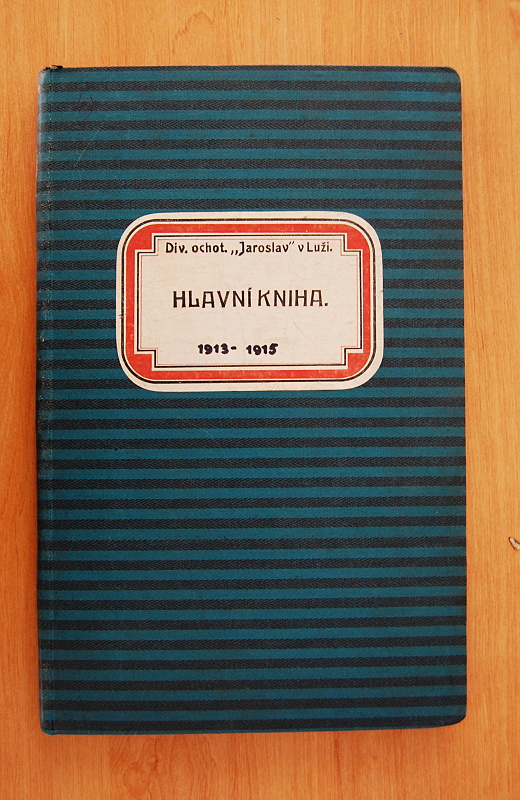 Div. ochot. „Jaroslav" v Luži.
HLAVNÍ KNIHA.
1913- 1915